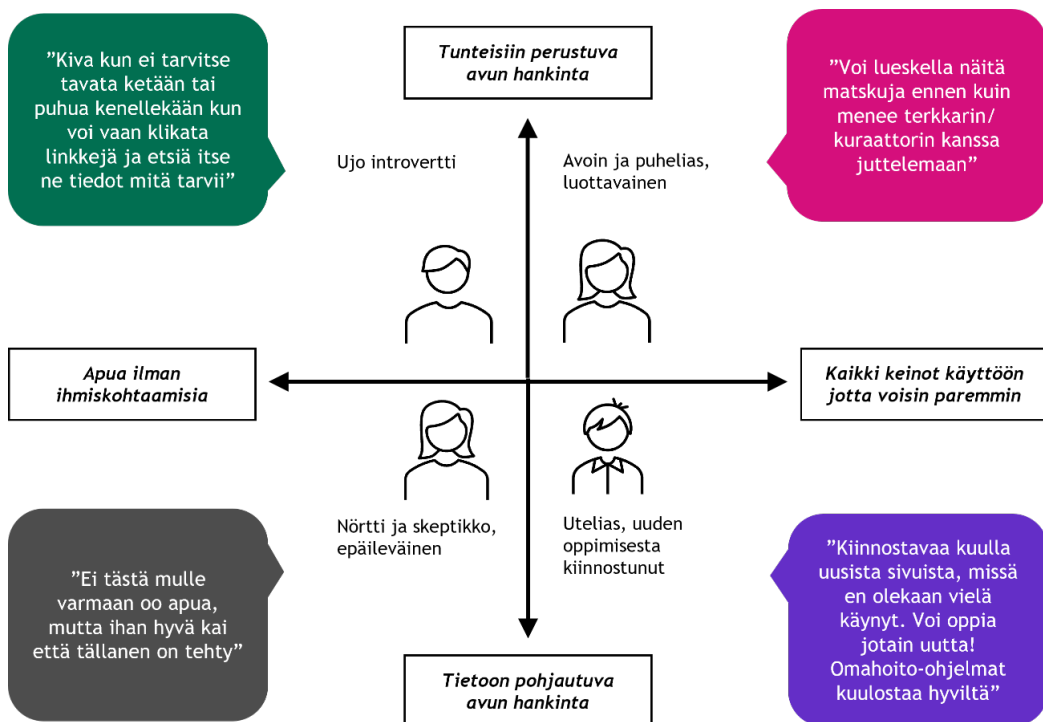 ”Kiva kun ei tarvitse
tavata ketään tai
puhua kenellekään kun
voi vaan klikata
linkkejä ja etsiä itse
ne tiedot mitä tarvii”
Tunteisiin perustuva
avun hankinta
”Voi lueskella näitä
matskuja ennen kuin
menee terkkarin/
kuraattorin kanssa
juttelemaan”
Ujo introvertti
Avoin ja puhelias,
luottavainen
Apua ilman
ihmiskohtaamisia
Kaikki keinot käyttöön
jotta voisin paremmin
Nörtti ja skeptikko,
epäileväinen
Utelias, uuden
oppimisesta
kiinnostunut
”Ei tästä mulle
varmaan oo apua,
mutta ihan hyvä kai
että tällanen on tehty”
”Kiinnostavaa kuulla
uusista sivuista, missä
en olekaan vielä
käynyt. Voi oppia
jotain uutta!
Omahoito-ohjelmat
kuulostaa hyviltä”
Tietoon pohjautuva
avun hankinta